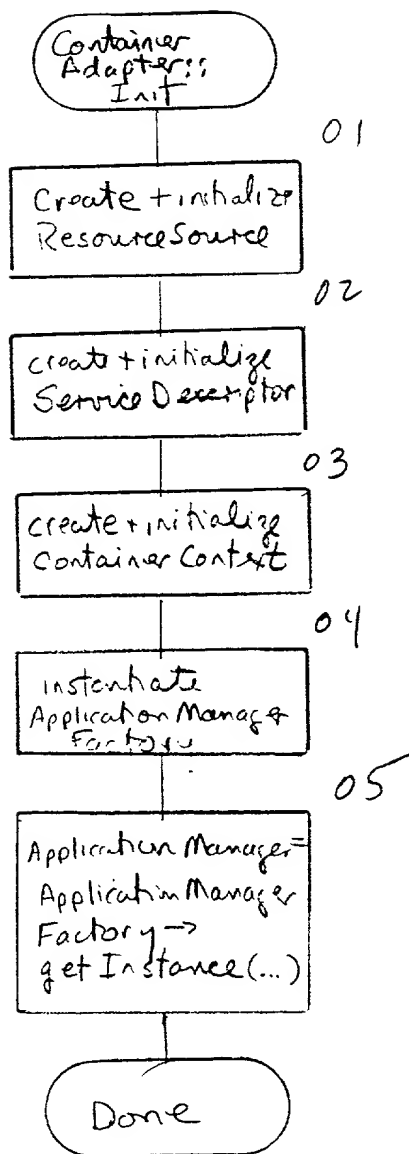 Container
Adapter::
Init
01
Create + initialize
ResourceSource
02
create + initialize
Service Descriptor
03
create + initialize
Container Context
04
instantiate
Application Manager
Factory
05
Application Manager =
Application Manager
Factory →
get Instance (...)
Done